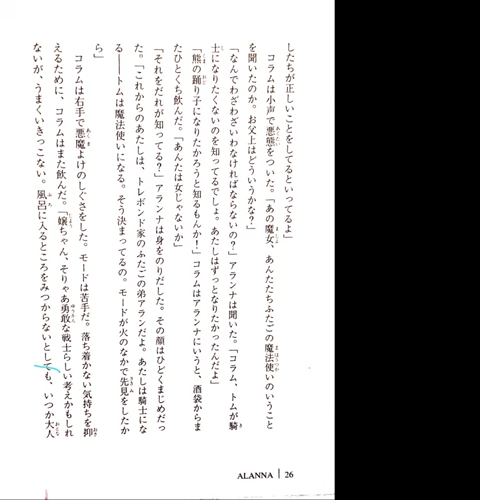 したちが正しいことをしてるといってるよ」
コラムは小声で悪態をついた。「あの魔女、あんたたちふたごの魔法使いのいうこと
を聞いたのか。お父上はどういうかな？」
「なんでわざわざいわなければならないの？」アランナは聞いた。「コラム、トムが騎
士になりたくないのを知ってるでしょ。あたしはずっとなりたかったんだよ」
「熊の踊り子になりたかろうと知るもんか！」コラムはアランナにいうと、酒袋からま
たひとくち飲んだ。「あんたは女じゃないか」
「それをだれが知ってる？」アランナは身をのりだした。その顔はひどくまじめだっ
た。「これからのあたしは、トレボンド家のふたごの弟アランだよ。あたしは騎士にな
る――トムは魔法使いになる。そう決まってるの。モードが火のなかで先見をしたか
ら」
コラムは右手で悪魔よけのしぐさをした。モードは苦手だ。落ち着かない気持ちを抑
えるために、コラムはまた飲んだ。「嬢ちゃん、そりゃあ勇敢な戦士らしい考えかもしれ
ないが、うまくいきっこない。風呂に入るところをみつからないとしても、いつか大人
ALANNA | 26